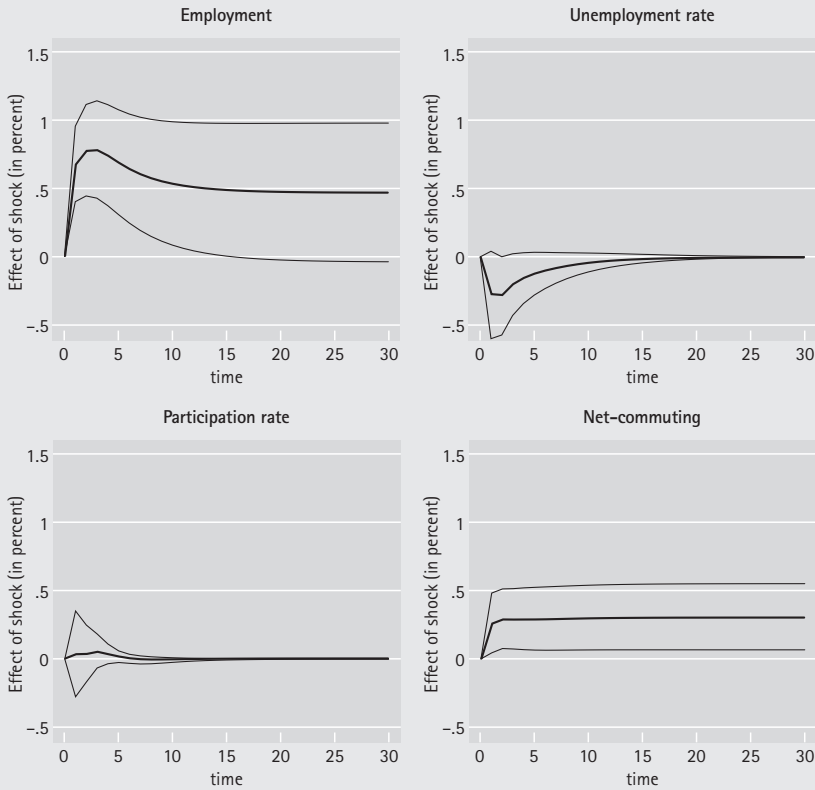 Employment
Effect of shock (in percent)
1.5
1
.5
0
–.5
0 5 10 15 20 25 30
time
Unemployment rate
Effect of shock (in percent)
1.5
1
.5
0
–.5
0 5 10 15 20 25 30
time
Participation rate
Effect of shock (in percent)
1.5
1
.5
0
–.5
0 5 10 15 20 25 30
time
Net-commuting
Effect of shock (in percent)
1.5
1
.5
0
–.5
0 5 10 15 20 25 30
time